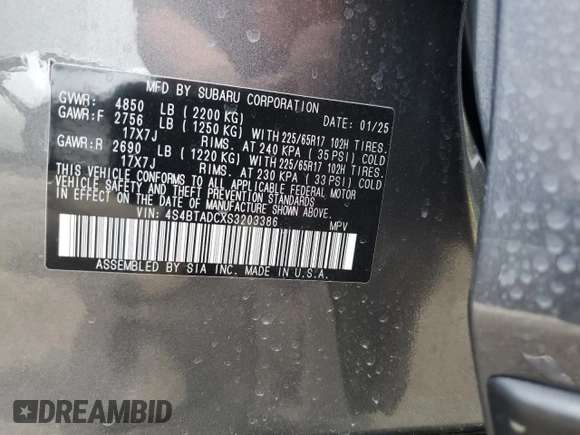 MFD BY SUBARU CORPORATION
GVWR: 4850 LB (2200 KG) DATE: 01/25
GAWR:F 2756 LB (1250 KG) WITH 225/65R17 102H TIRES.
17X7J RIMS, AT 240 KPA (35 PSI) COLD
GAWR:R 2690 LB (1220 KG) WITH 225/65R17 102H TIRES.
17X7J RIMS, AT 230 KPA (33 PSI) COLD
THIS VEHICLE CONFORMS TO ALL APPLICABLE FEDERAL MOTOR
VEHICLE SAFETY AND THEFT PREVENTION STANDARDS
IN EFFECT ON THE DATE OF MANUFACTURE SHOWN ABOVE.
VIN: 4S4BTADCXS3203386 MPV
ASSEMBLED BY SIA INC. MADE IN U.S.A.
DREAMBID